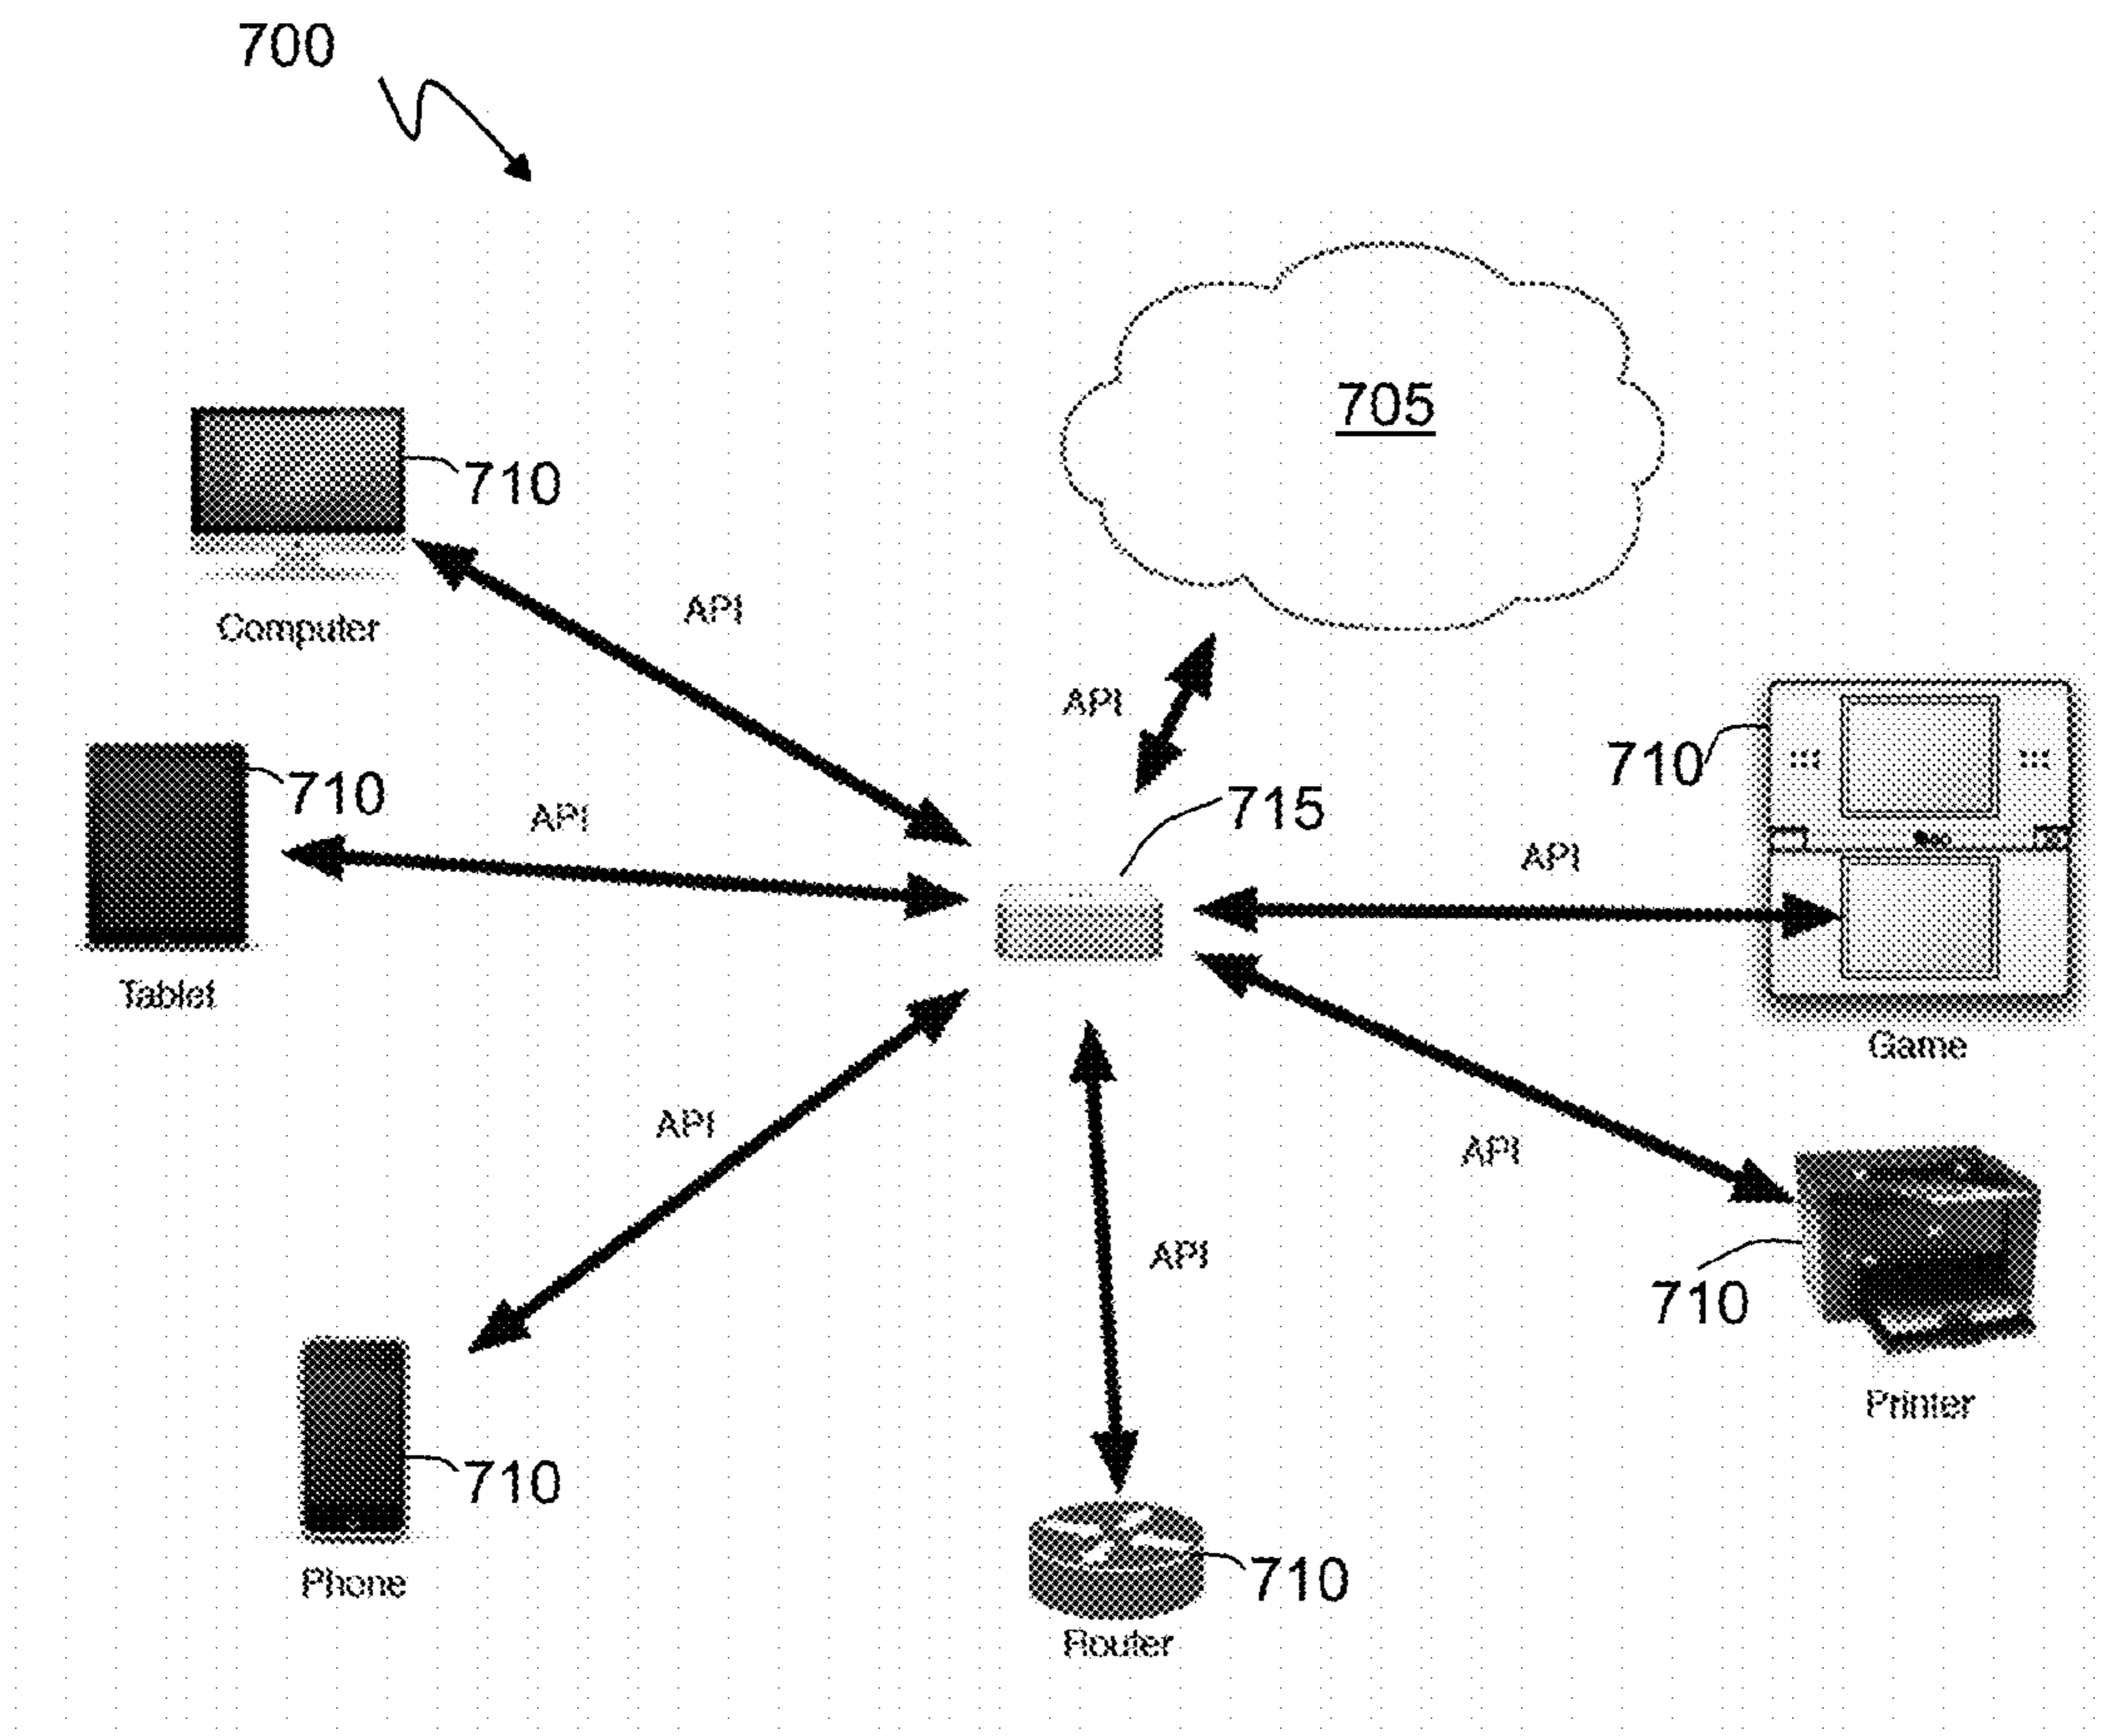 700
705
710
Computer
API
API
710
710
API
715
API
Tablet
Game
API
API
710
Printer
API
710
710
Phone
Router